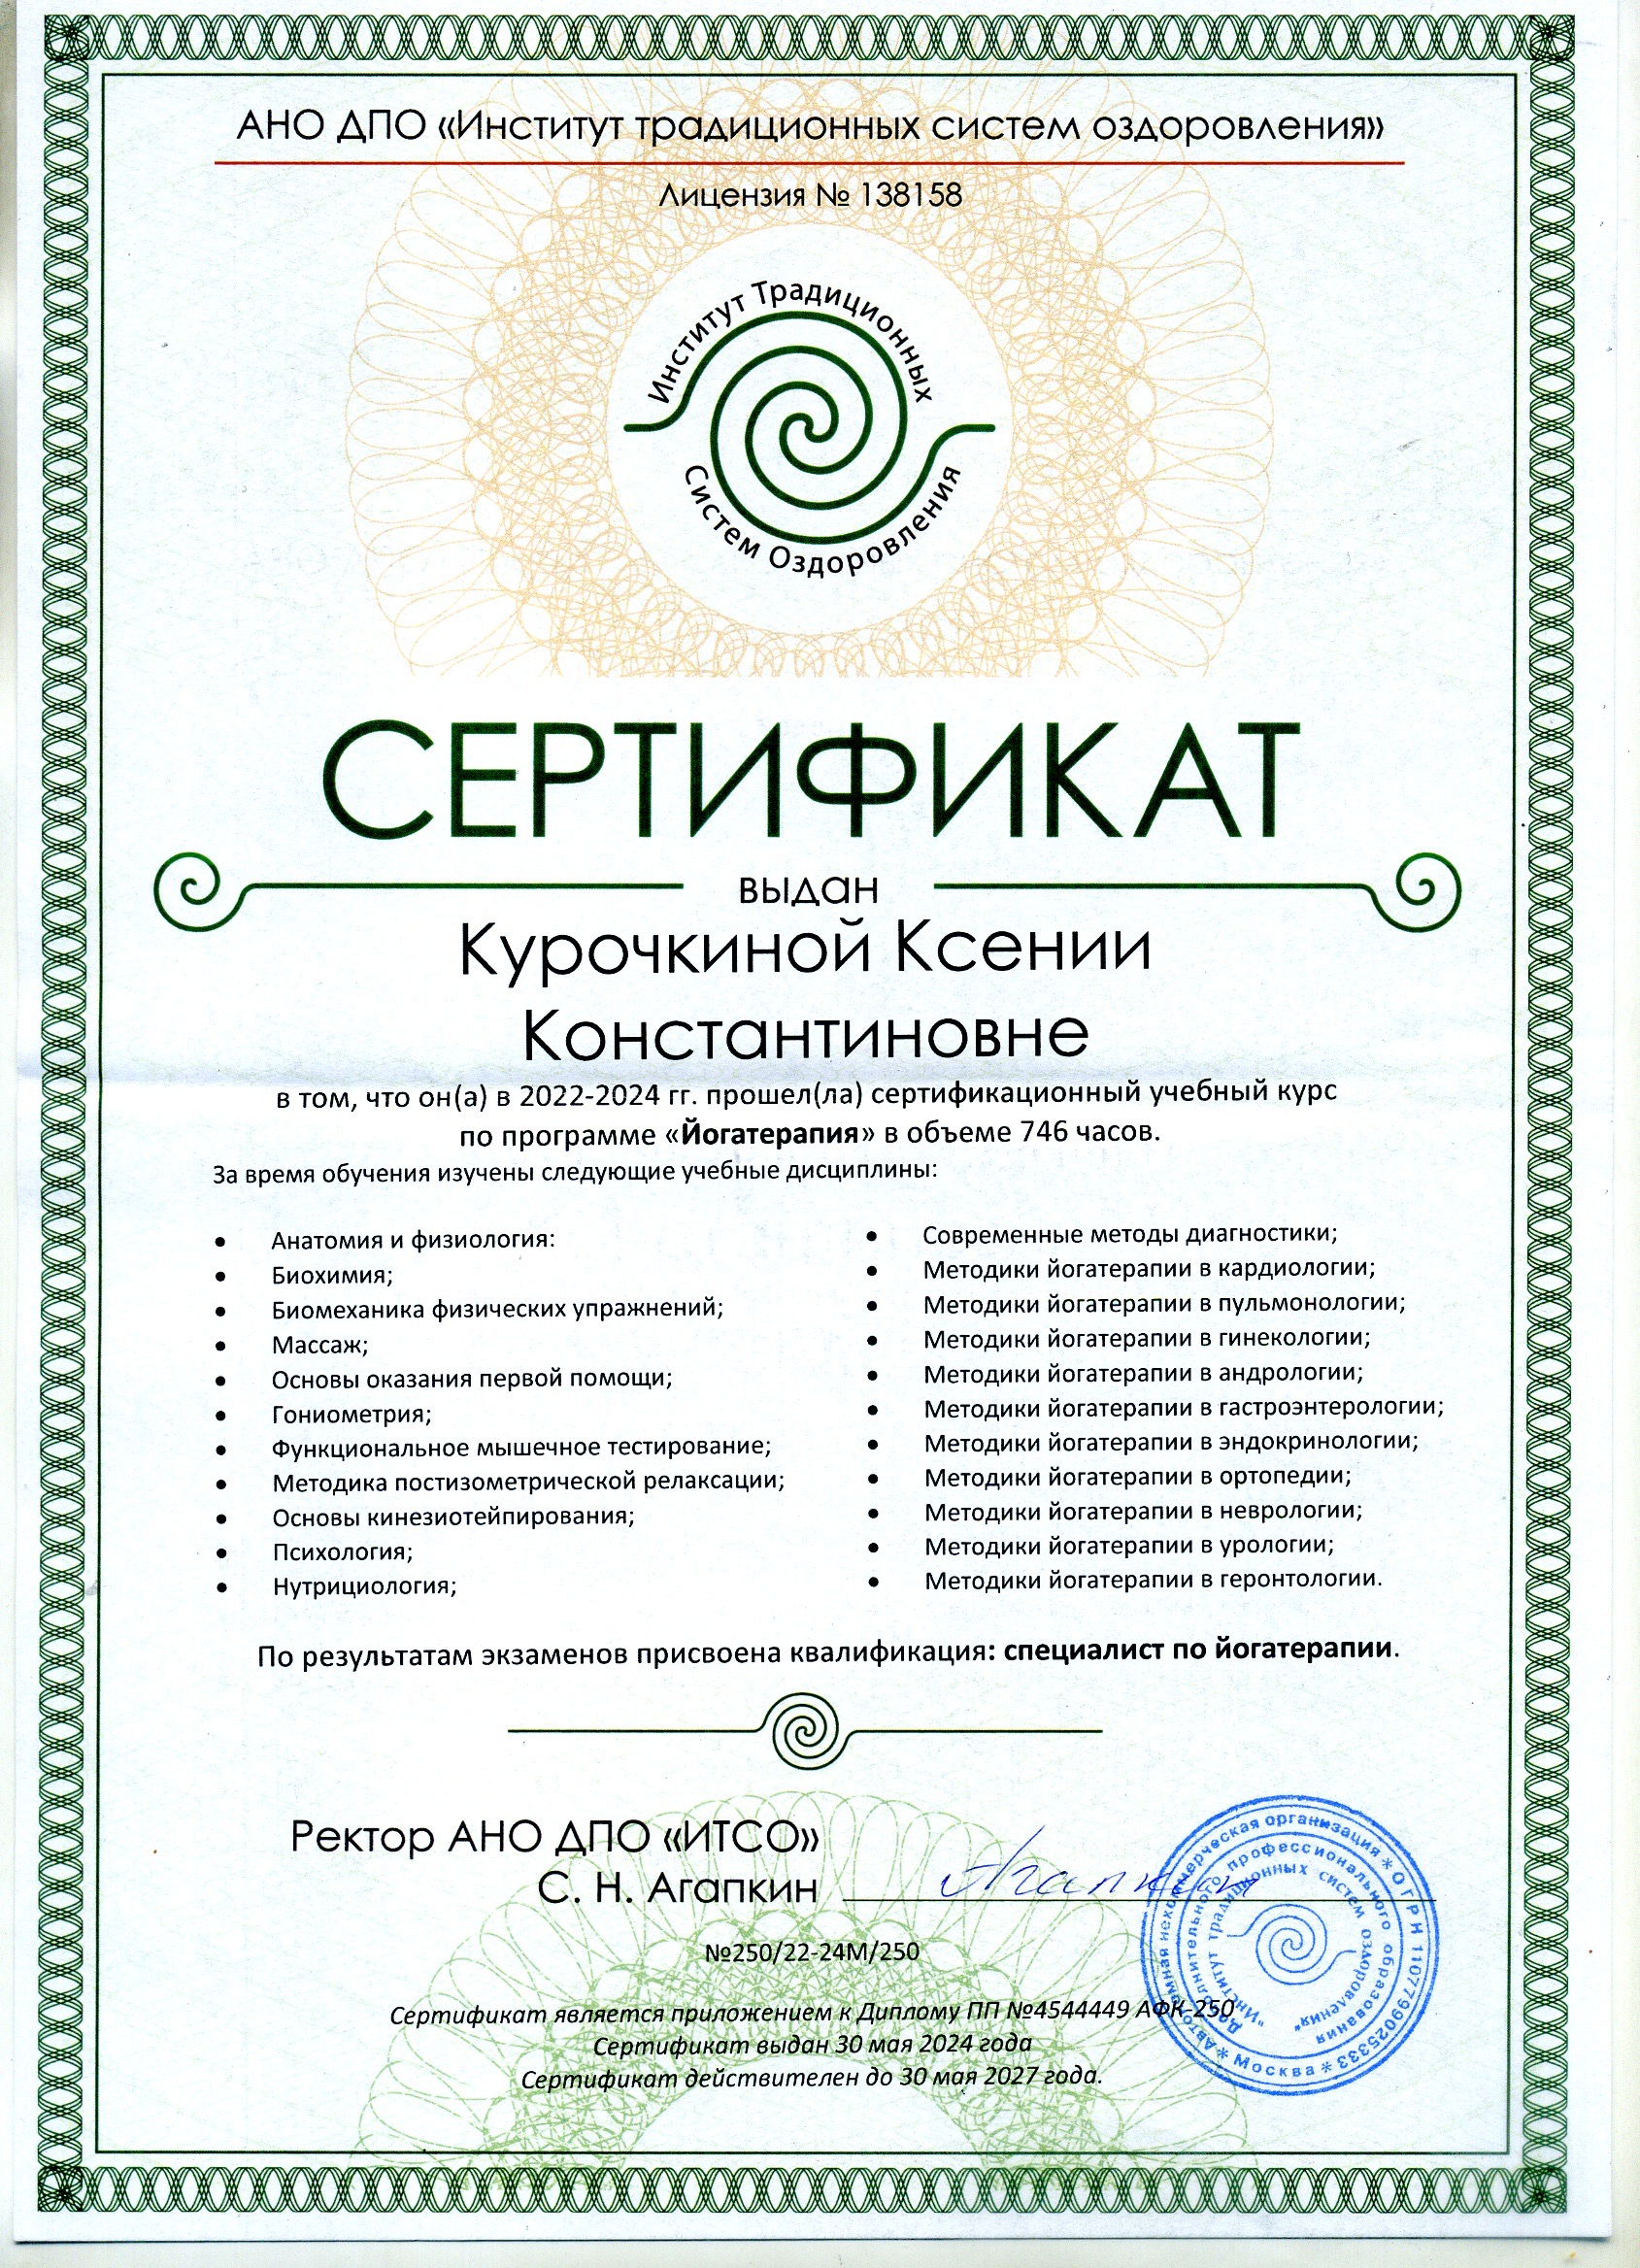 АНО ДПО «Институт традиционных систем оздоровления»
Лицензия № 138158
Институт Традиционных
Систем Оздоровления
СЕРТИФИКАТ
выдан
Курочкиной Ксении
Константиновне
в том, что он(а) в 2022-2024 гг. прошел(ла) сертификационный учебный курс
по программе «Йогатерапия» в объеме 746 часов.
За время обучения изучены следующие учебные дисциплины:
• Анатомия и физиология:
• Биохимия;
• Биомеханика физических упражнений;
• Массаж;
• Основы оказания первой помощи;
• Гониометрия;
• Функциональное мышечное тестирование;
• Методика постизометрической релаксации;
• Основы кинезиотейпирования;
• Психология;
• Нутрициология;
• Современные методы диагностики;
• Методики йогатерапии в кардиологии;
• Методики йогатерапии в пульмонологии;
• Методики йогатерапии в гинекологии;
• Методики йогатерапии в андрологии;
• Методики йогатерапии в гастроэнтерологии;
• Методики йогатерапии в эндокринологии;
• Методики йогатерапии в ортопедии;
• Методики йогатерапии в неврологии;
• Методики йогатерапии в урологии;
• Методики йогатерапии в геронтологии.
По результатам экзаменов присвоена квалификация: специалист по йогатерапии.
Ректор АНО ДПО «ИТСО»
С. Н. Агапкин
Агапкин
№250/22-24М/250
Сертификат является приложением к Диплому ПП №4544449 АФК-250
Сертификат выдан 30 мая 2024 года
Сертификат действителен до 30 мая 2027 года.
Автономная некоммерческая организация * ОГРН 1107799025333 * Москва *
дополнительного профессионального образования
"Институт традиционных систем оздоровления"